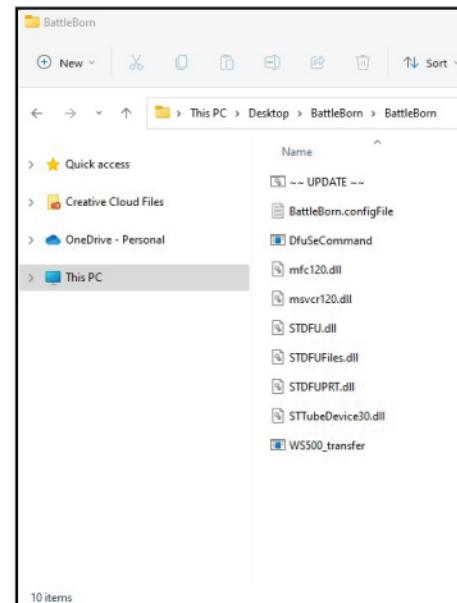 BattleBorn
New
Sort
This PC > Desktop > BattleBorn > BattleBorn
Name
Quick access
Creative Cloud Files
OneDrive - Personal
This PC
~~ UPDATE ~~
BattleBorn.configFile
DfuSeCommand
mfc120.dll
msvcr120.dll
STDFU.dll
STDFUFiles.dll
STDFUPRT.dll
STTubeDevice30.dll
WS500_transfer
10 items